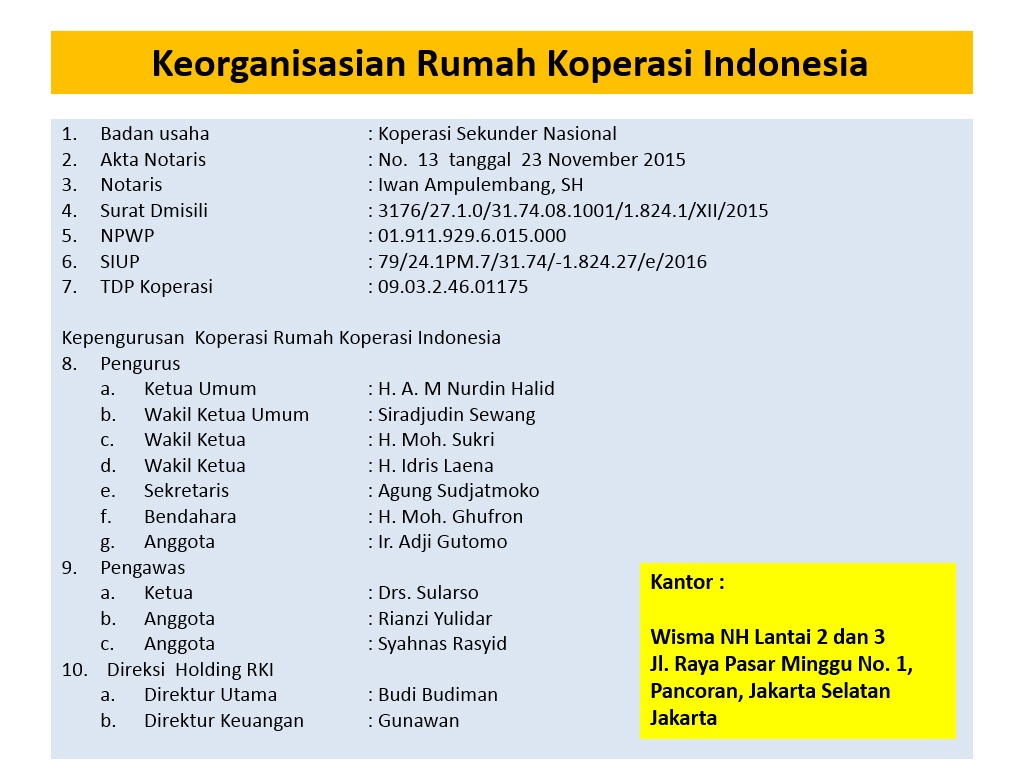 Keorganisasian Rumah Koperasi Indonesia
1. Badan usaha : Koperasi Sekunder Nasional
2. Akta Notaris : No. 13 tanggal 23 November 2015
3. Notaris : Iwan Ampulembang, SH
4. Surat Dmisili : 3176/27.1.0/31.74.08.1001/1.824.1/XII/2015
5. NPWP : 01.911.929.6.015.000
6. SIUP : 79/24.1PM.7/31.74/-1.824.27/e/2016
7. TDP Koperasi : 09.03.2.46.01175
Kepengurusan Koperasi Rumah Koperasi Indonesia
8. Pengurus
a. Ketua Umum : H. A. M Nurdin Halid
b. Wakil Ketua Umum : Siradjudin Sewang
c. Wakil Ketua : H. Moh. Sukri
d. Wakil Ketua : H. Idris Laena
e. Sekretaris : Agung Sudjatmoko
f. Bendahara : H. Moh. Ghufron
g. Anggota : Ir. Adji Gutomo
9. Pengawas
a. Ketua : Drs. Sularso
b. Anggota : Rianzi Yulidar
c. Anggota : Syahnas Rasyid
10. Direksi Holding RKI
a. Direktur Utama : Budi Budiman
b. Direktur Keuangan : Gunawan
Kantor :
Wisma NH Lantai 2 dan 3
Jl. Raya Pasar Minggu No. 1,
Pancoran, Jakarta Selatan
Jakarta